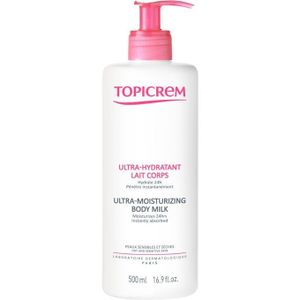 TOPICREM
ULTRA-HYDRATANT
LAIT CORPS
Hydrate 24h
Pénètre instantanément
ULTRA-MOISTURIZING
BODY MILK
Moisturizes 24hrs
Instantly absorbed
PEAUX SENSIBLES ET SÈCHES
DRY AND SENSITIVE SKIN
LABORATOIRE DERMATOLOGIQUE
PARIS
500 ml 16.9 fl. oz.